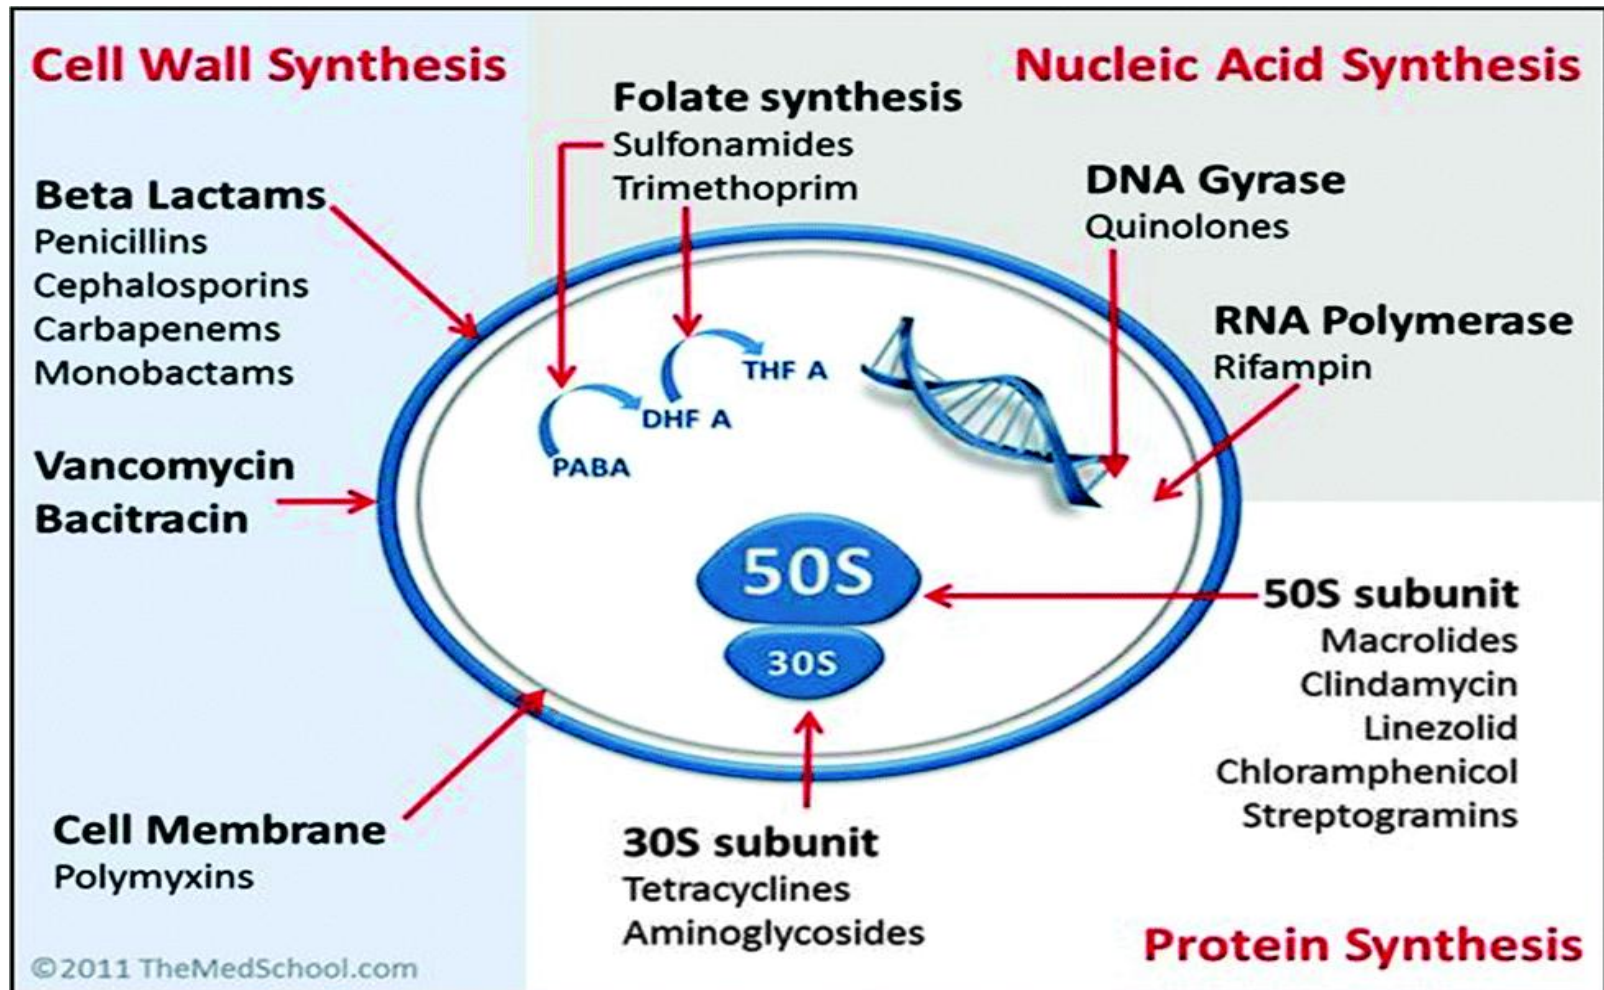 Cell Wall Synthesis
Nucleic Acid Synthesis
Folate synthesis
Sulfonamides
Trimethoprim
DNA Gyrase
Quinolones
Beta Lactams
Penicillins
Cephalosporins
Carbapenems
Monobactams
RNA Polymerase
Rifampin
THF A
DHF A
PABA
Vancomycin
Bacitracin
50S
30S
50S subunit
Macrolides
Clindamycin
Linezolid
Chloramphenicol
Streptogramins
Cell Membrane
Polymyxins
30S subunit
Tetracyclines
Aminoglycosides
Protein Synthesis
©2011 TheMedSchool.com